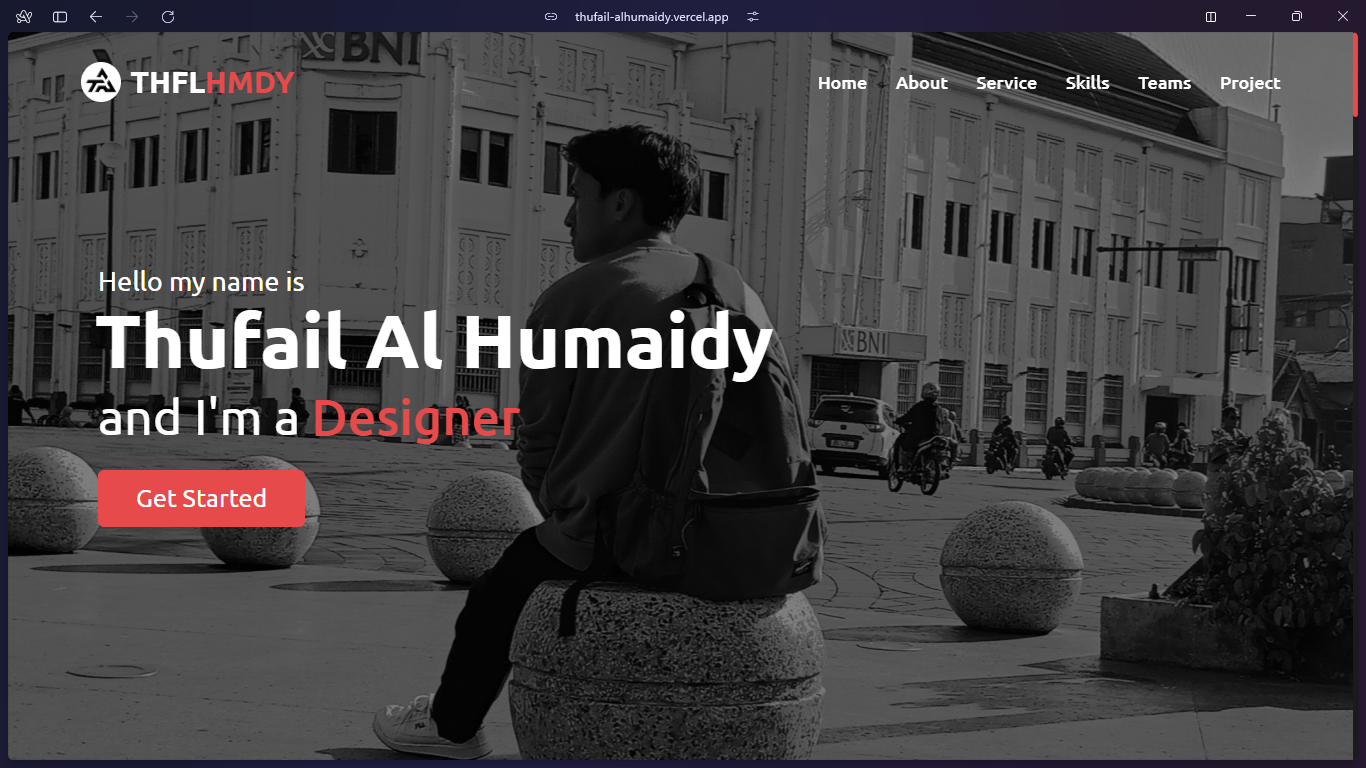 thufail-alhumaidy.vercel.app
BNI
THFLHMDY
Home About Service Skills Teams Project
Hello my name is
Thufail Al Humaidy
BNI
and I'm a Designer
Get Started
FILA